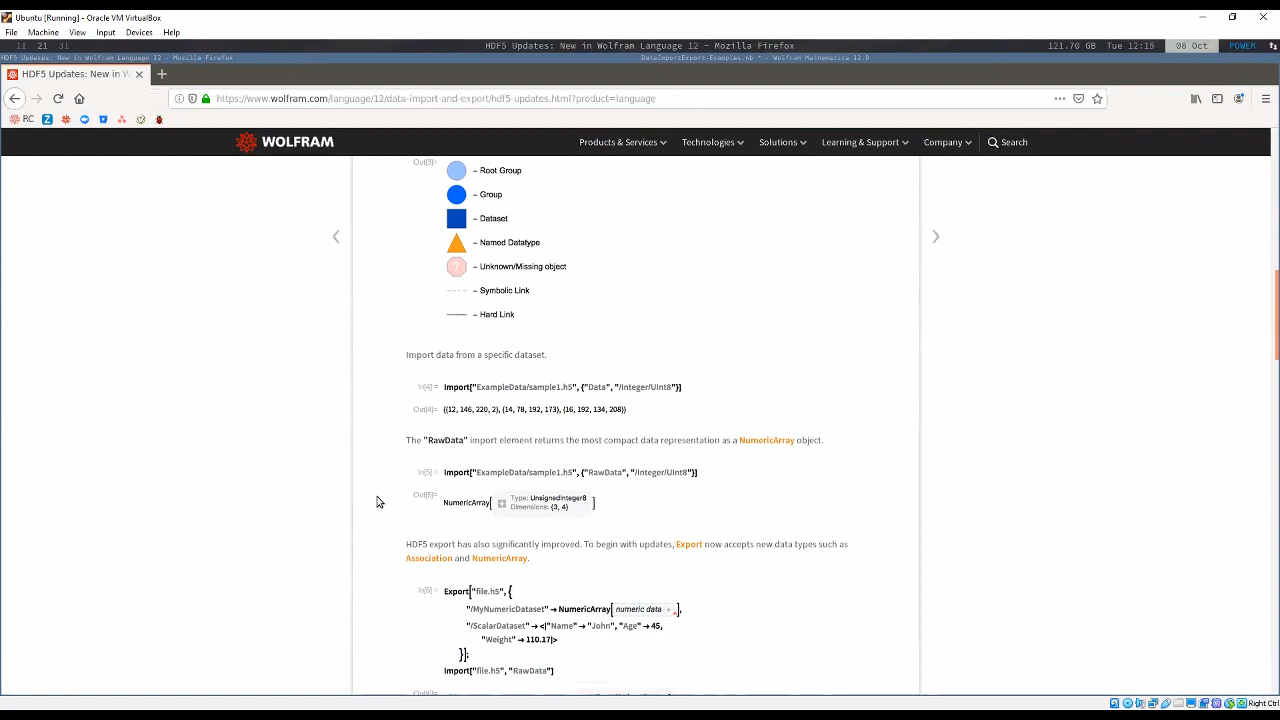 Ubuntu [Running] - Oracle VM VirtualBox
File Machine View Input Devices Help
11 21 31 HDF5 Updates: New in Wolfram Language 12 - Mozilla Firefox 121.70 GB Tue 12:15 08 Oct POWER
HDF5 Updates: New in Wolfram Language 12 - Mozilla Firefox DataImportExport-Examples.nb * - Wolfram Mathematica 12.0
HDF5 Updates: New in W
https://www.wolfram.com/language/12/data-import-and-export/hdf5-updates.html?product=language
RC
WOLFRAM Products & Services Technologies Solutions Learning & Support Company Search
Out[3]=
– Root Group
– Group
– Dataset
– Named Datatype
? – Unknown/Missing object
– Symbolic Link
– Hard Link
Import data from a specific dataset.
In[4]:= Import["ExampleData/sample1.h5", {"Data", "/Integer/UInt8"}]
Out[4]= {{12, 146, 220, 2}, {14, 78, 192, 173}, {16, 192, 134, 208}}
The "RawData" import element returns the most compact data representation as a NumericArray object.
In[5]:= Import["ExampleData/sample1.h5", {"RawData", "/Integer/UInt8"}]
Out[5]= NumericArray[ Type: UnsignedInteger8
Dimensions: {3, 4} ]
HDF5 export has also significantly improved. To begin with updates, Export now accepts new data types such as
Association and NumericArray.
In[6]:= Export["file.h5", {
"/MyNumericDataset" → NumericArray[ numeric data + ],
"/ScalarDataset" → <|"Name" → "John", "Age" → 45,
"Weight" → 110.17|>
}];
Import["file.h5", "RawData"]
Right Ctrl